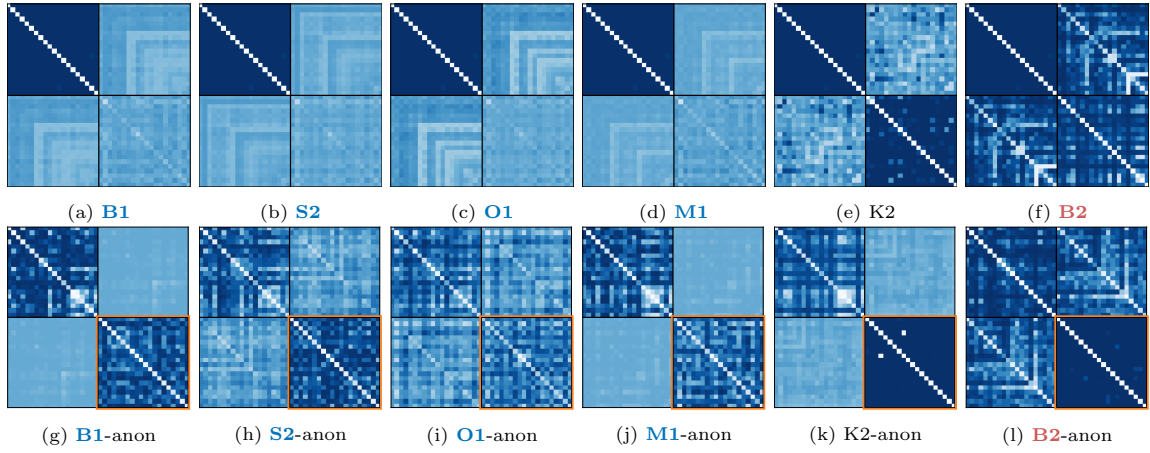 (a) B1 (b) S2 (c) O1 (d) M1 (e) K2 (f) B2
(g) B1-anon (h) S2-anon (i) O1-anon (j) M1-anon (k) K2-anon (l) B2-anon